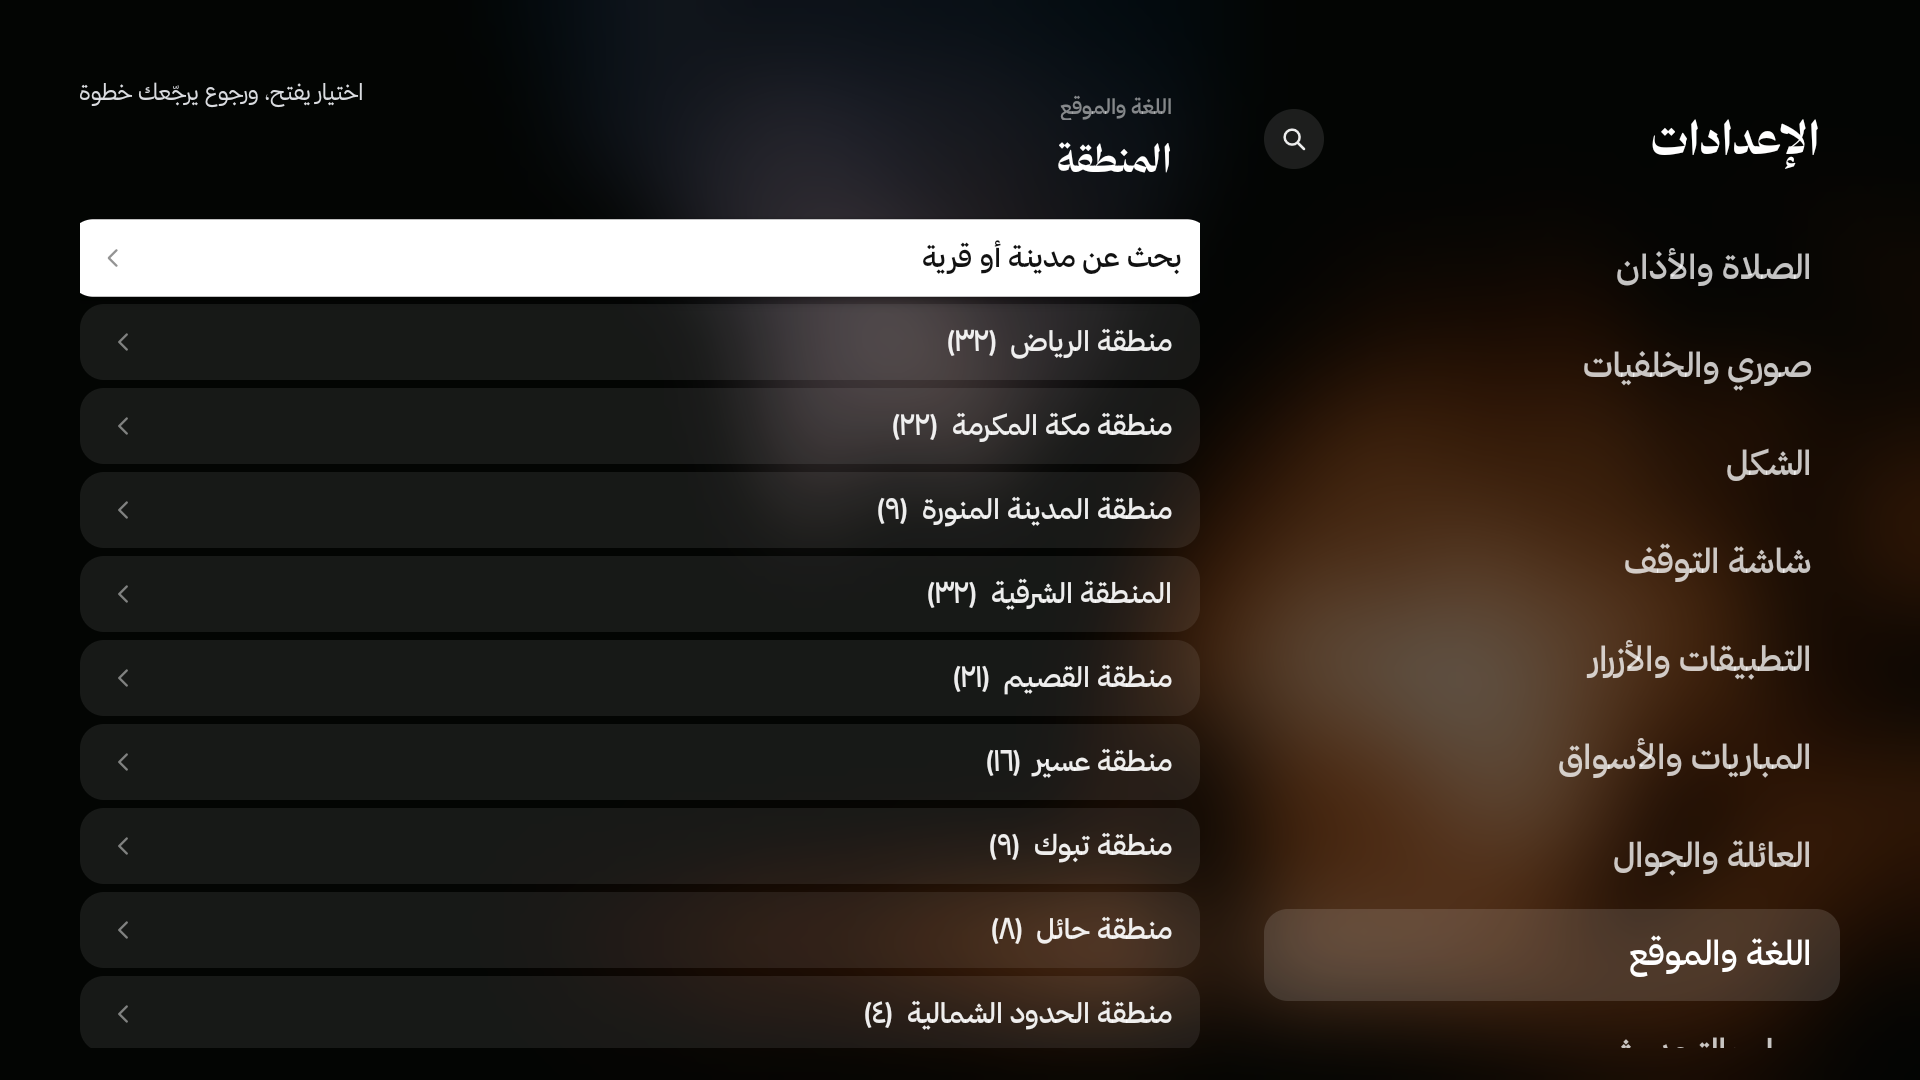 الإعدادات
الصلاة والأذان
صوري والخلفيات
الشكل
شاشة التوقف
التطبيقات والأزرار
المباريات والأسواق
العائلة والجوال
اللغة والموقع
اختيار يفتح، ورجوع يرجّعك خطوة
اللغة والموقع
المنطقة
بحث عن مدينة أو قرية
منطقة الرياض (٣٢)
منطقة مكة المكرمة (٢٢)
منطقة المدينة المنورة (٩)
المنطقة الشرقية (٣٢)
منطقة القصيم (٢١)
منطقة عسير (١٦)
منطقة تبوك (٩)
منطقة حائل (٨)
منطقة الحدود الشمالية (٤)